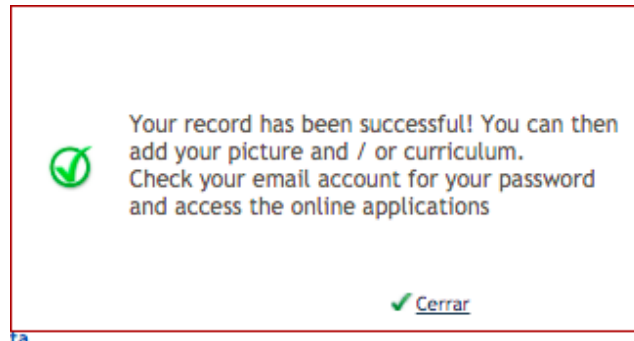 Your record has been successful! You can then
add your picture and / or curriculum.
Check your email account for your password
and access the online applications
Cerrar
ta